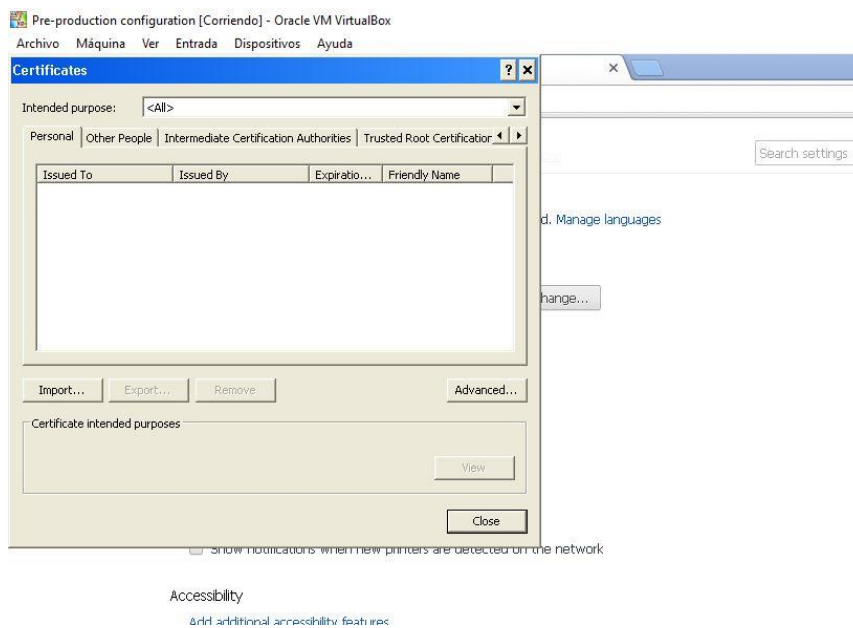 Pre-production configuration [Corriendo] - Oracle VM VirtualBox
Archivo Máquina Ver Entrada Dispositivos Ayuda
Certificates
Intended purpose: <All>
Personal Other People Intermediate Certification Authorities Trusted Root Certification
Issued To Issued By Expiratio... Friendly Name
Import... Export... Remove Advanced...
Certificate intended purposes
View
Close
Search settings
d. Manage languages
hange...
Show notifications when new printers are detected on the network
Accessibility
Add additional accessibility features